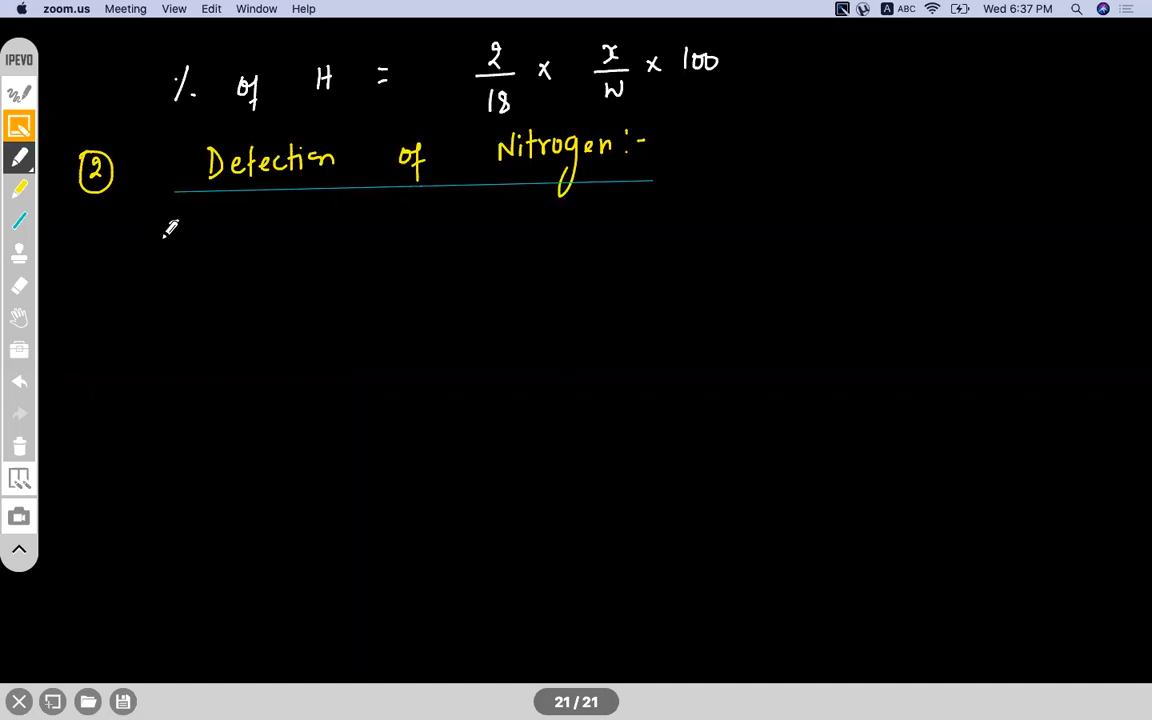 zoom.us Meeting View Edit Window Help A ABC Wed 6:37 PM
IPEVO
% of H = 2/18 × x/W × 100
② Detection of Nitrogen :-
21 / 21